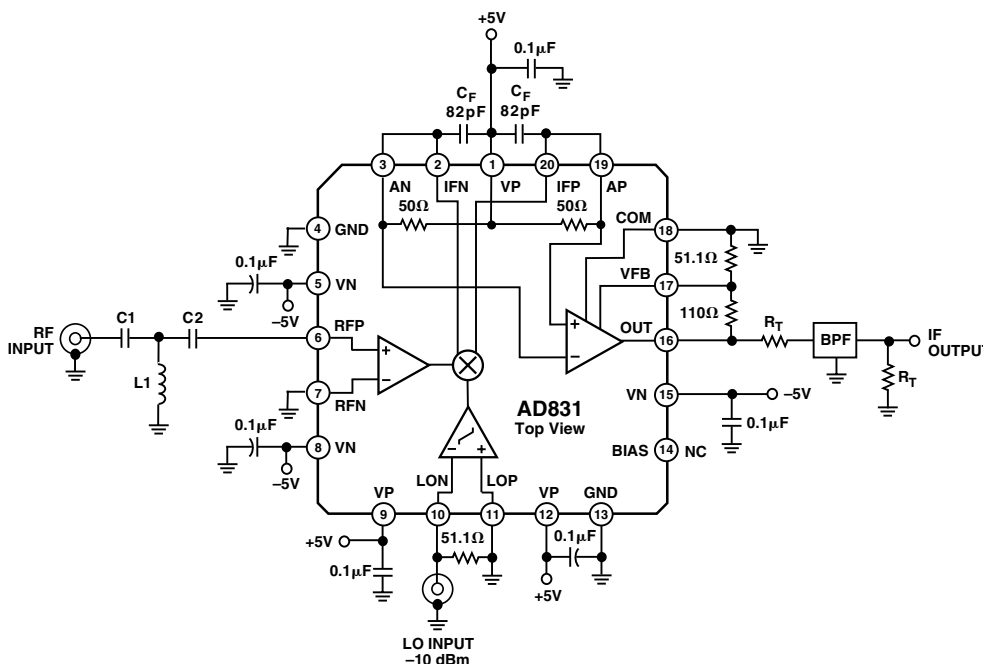 +5V
0.1µF
C_F
82pF
C_F
82pF
3
2
1
20
19
AN
IFN
VP
IFP
AP
50Ω
50Ω
4
GND
COM
18
51.1Ω
0.1µF
5
VN
–5V
VFB
17
110Ω
C1
C2
RF
INPUT
6
RFP
OUT
16
R_T
BPF
IF
OUTPUT
L1
R_T
7
RFN
AD831
Top View
VN
15
–5V
0.1µF
0.1µF
8
VN
–5V
BIAS
14
NC
LON
LOP
VP
9
10
11
VP
12
GND
13
+5V
0.1µF
51.1Ω
0.1µF
+5V
LO INPUT
–10 dBm